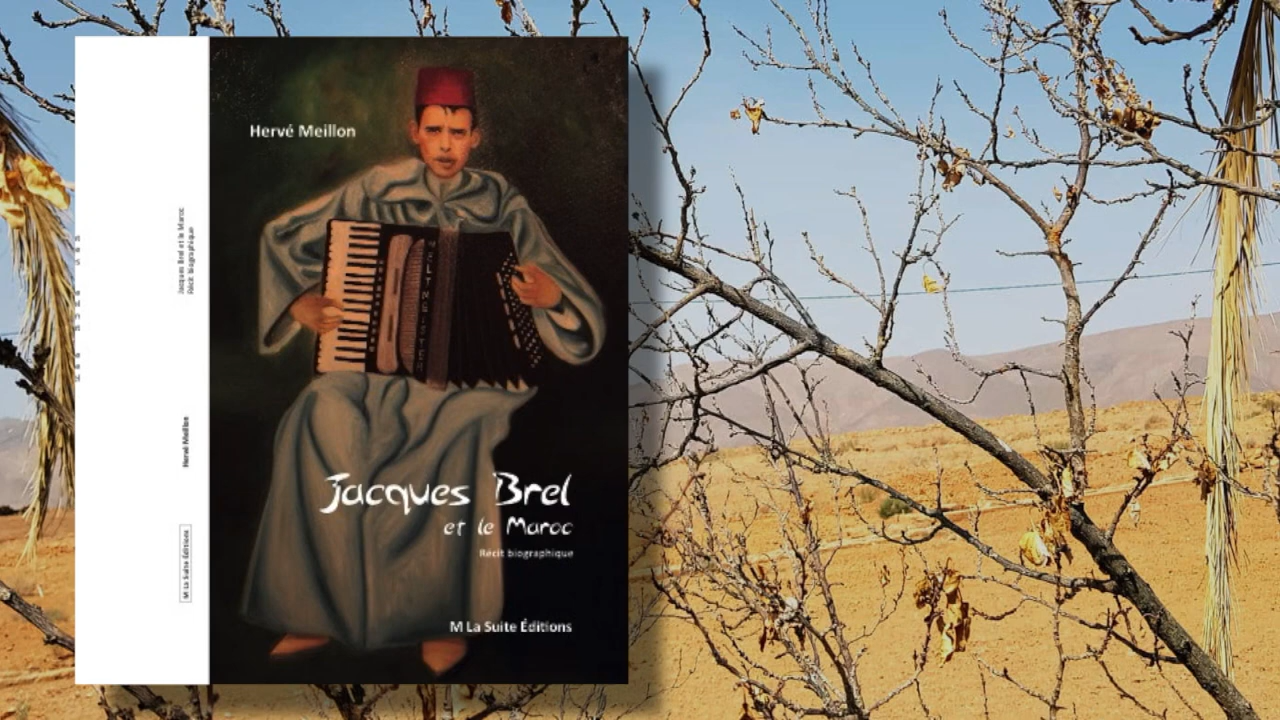 Hervé Meillon
Jacques Brel
et le Maroc
Récit biographique
M La Suite Éditions
Jacques Brel et le Maroc
Récit biographique
Hervé Meillon
M La Suite Éditions